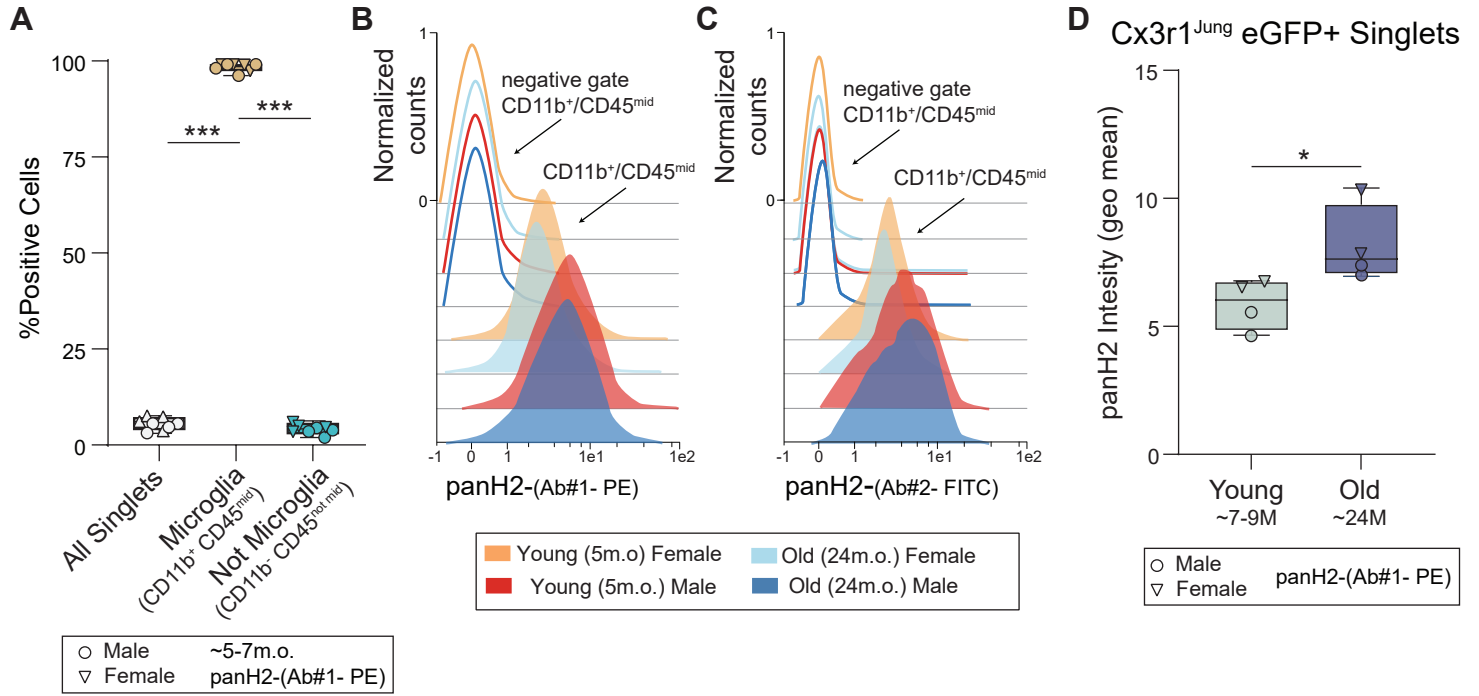 A
100
75
50
25
0
%Positive Cells
***
***
All Singlets
Microglia
(CD11b⁺ CD45ᵐⁱᵈ)
Not Microglia
(CD11b⁻ CD45ⁿᵒᵗ ᵐⁱᵈ)
Male ~5-7m.o.
Female panH2-(Ab#1- PE)
B
Normalized
counts
1
0
negative gate
CD11b⁺/CD45ᵐⁱᵈ
CD11b⁺/CD45ᵐⁱᵈ
-1 0 1 1e1 1e2
panH2-(Ab#1- PE)
C
Normalized
counts
1
0
negative gate
CD11b⁺/CD45ᵐⁱᵈ
CD11b⁺/CD45ᵐⁱᵈ
-1 0 1 1e1 1e2
panH2-(Ab#2- FITC)
Young (5m.o) Female Old (24m.o.) Female
Young (5m.o.) Male Old (24m.o.) Male
D
Cx3r1ᴶᵘⁿᵍ eGFP+ Singlets
15
10
5
0
panH2 Intesity (geo mean)
*
Young Old
~7-9M ~24M
Male
Female
panH2-(Ab#1- PE)